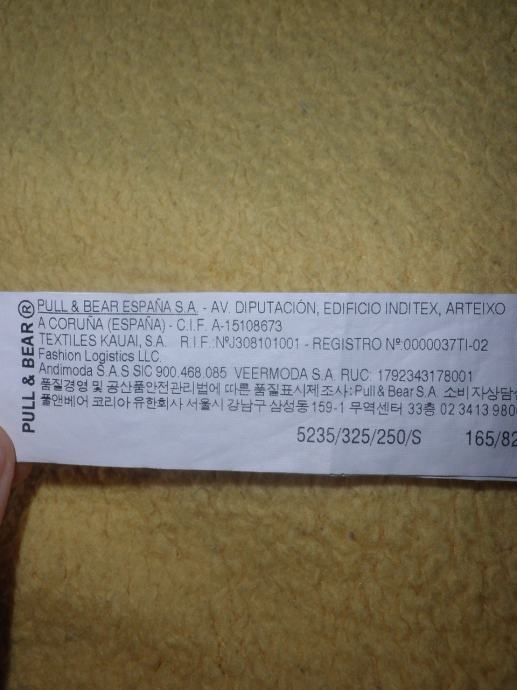 PULL & BEAR®
PULL & BEAR ESPAÑA S.A. - AV. DIPUTACIÓN, EDIFICIO INDITEX, ARTEIXO
A CORUÑA (ESPAÑA) - C.I.F. A-15108673
TEXTILES KAUAI, S.A. R.I.F.:NºJ308101001 - REGISTRO Nº:0000037TI-02
Fashion Logistics LLC.
Andimoda S.A.S SIC 900.468.085 VEERMODA S.A. RUC: 1792343178001
품질경영 및 공산품안전관리법에 따른 품질표시제조사: Pull & Bear S.A. 소비자상담
풀앤베어 코리아 유한회사 서울시 강남구 삼성동 159-1 무역센터 33층 02 3413 980
5235/325/250/S 165/82